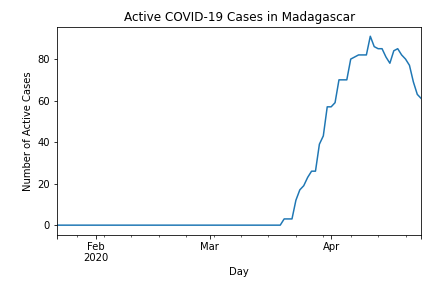 Active COVID-19 Cases in Madagascar
Number of Active Cases
80
60
40
20
0
Feb
2020
Mar
Apr
Day